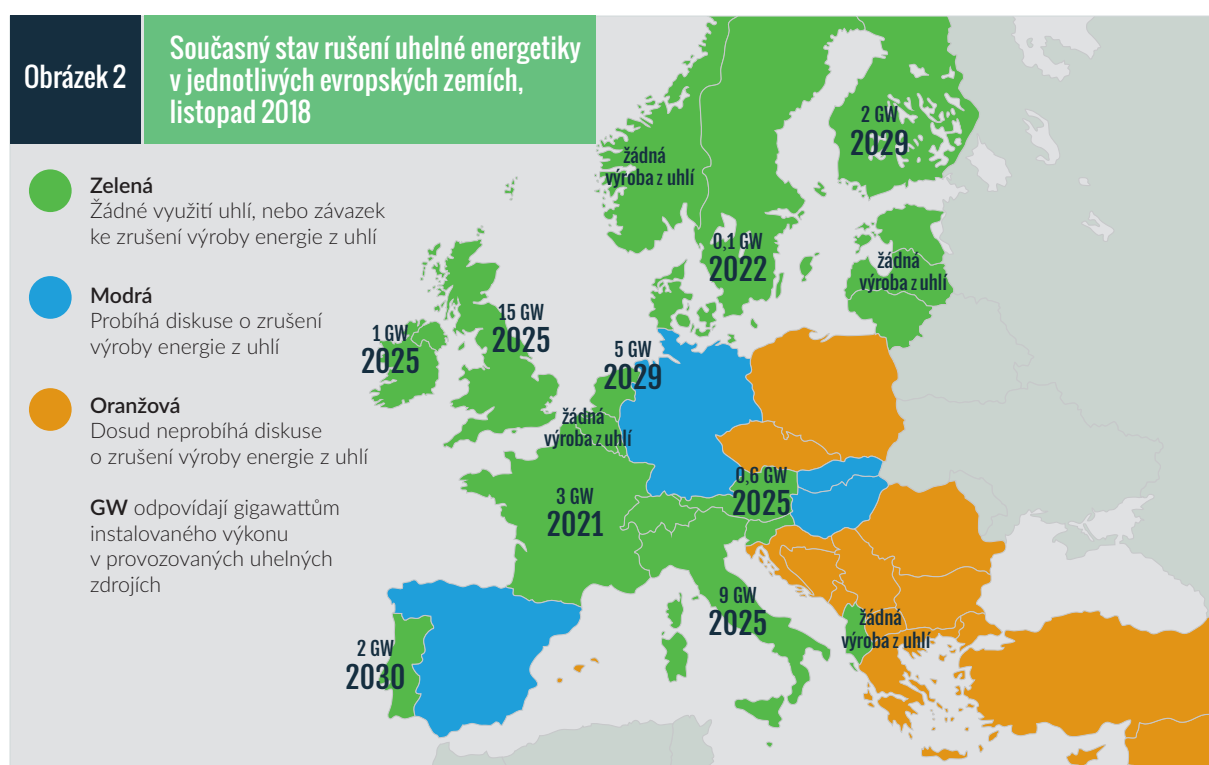 Obrázek 2
Současný stav rušení uhelné energetiky
v jednotlivých evropských zemích,
listopad 2018
Zelená
Žádné využití uhlí, nebo závazek
ke zrušení výroby energie z uhlí
Modrá
Probíhá diskuse o zrušení
výroby energie z uhlí
Oranžová
Dosud neprobíhá diskuse
o zrušení výroby energie z uhlí
GW odpovídají gigawattům
instalovaného výkonu
v provozovaných uhelných
zdrojích
2 GW
2029
žádná
výroba z uhlí
0,1 GW
2022
žádná
výroba z uhlí
1 GW
2025
15 GW
2025
5 GW
2029
žádná
výroba z uhlí
0,6 GW
2025
3 GW
2021
9 GW
2025
žádná
výroba z uhlí
2 GW
2030